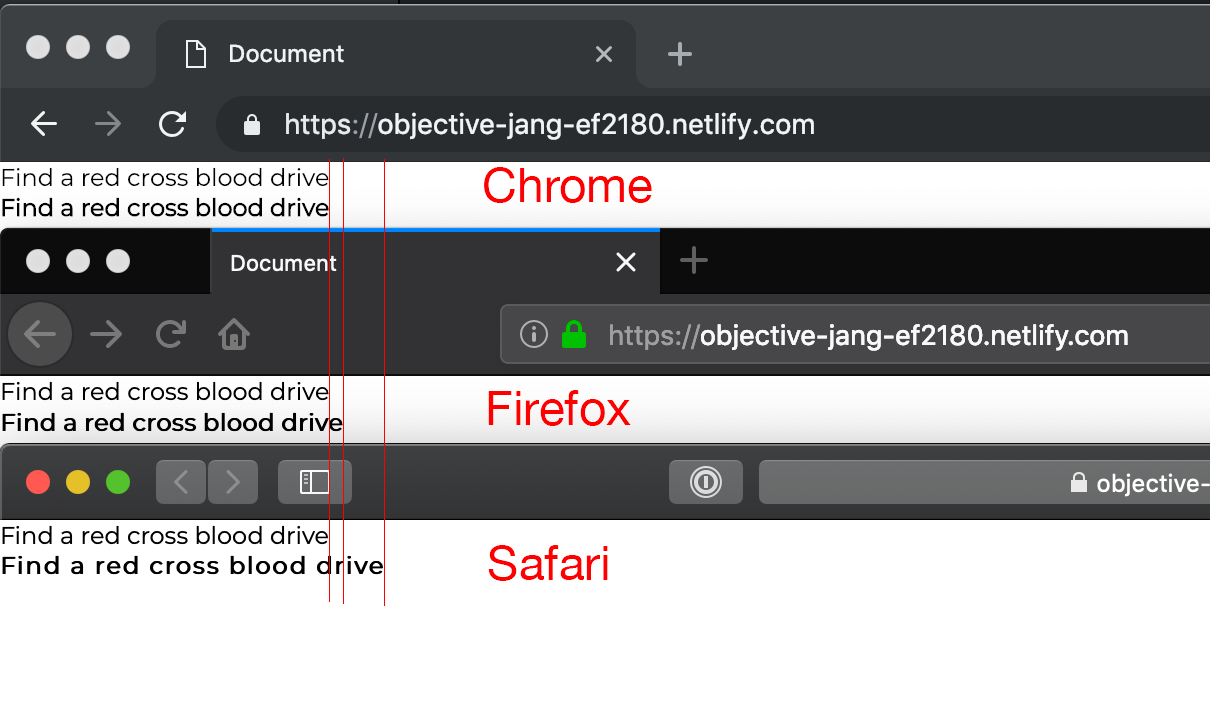 Document
https://objective-jang-ef2180.netlify.com
Find a red cross blood drive
Find a red cross blood drive
Chrome
Document
https://objective-jang-ef2180.netlify.com
Find a red cross blood drive
Find a red cross blood drive
Firefox
objective-
Find a red cross blood drive
Find a red cross blood drive
Safari